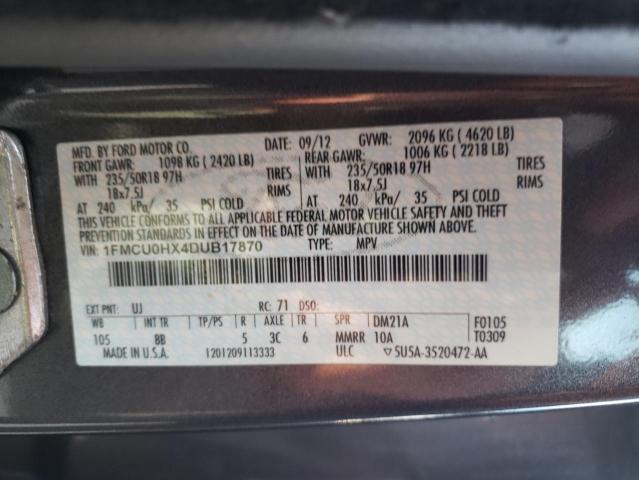 MFD. BY FORD MOTOR CO.
DATE: 09/12 GVWR: 2096 KG ( 4620 LB)
FRONT GAWR: 1098 KG ( 2420 LB) REAR GAWR: 1006 KG ( 2218 LB)
WITH 235/50R18 97H TIRES WITH 235/50R18 97H TIRES
18x7.5J RIMS 18x7.5J RIMS
AT 240 kPa/ 35 PSI COLD AT 240 kPa/ 35 PSI COLD
THIS VEHICLE CONFORMS TO ALL APPLICABLE FEDERAL MOTOR VEHICLE SAFETY AND THEFT
PREVENTION STANDARDS IN EFFECT ON THE DATE OF MANUFACTURE SHOWN ABOVE.
VIN: 1FMCU0HX4DUB17870 TYPE: MPV
EXT PNT: UJ RC: 71 DSO:
WB INT TR TP/PS R AXLE TR SPR DM21A F0105
105 8B 5 3C 6 MMRR 10A T0309
MADE IN U.S.A. 1201209113333 ULC 5U5A-3520472-AA